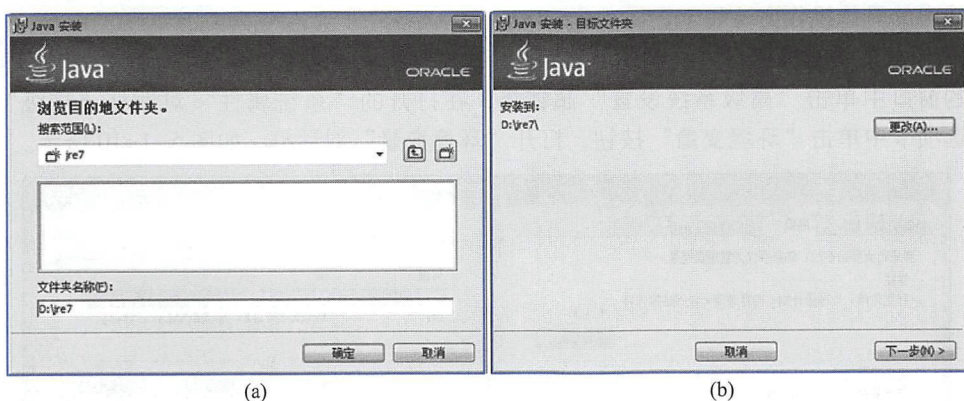 Java 安装
Java
ORACLE
浏览目的地文件夹。
搜索范围(L):
jre7
文件夹名称(F):
D:\jre7
确定
取消
(a)
Java 安装 - 目标文件夹
Java
ORACLE
安装到:
D:\jre7\
更改(A)...
取消
下一步(N) >
(b)